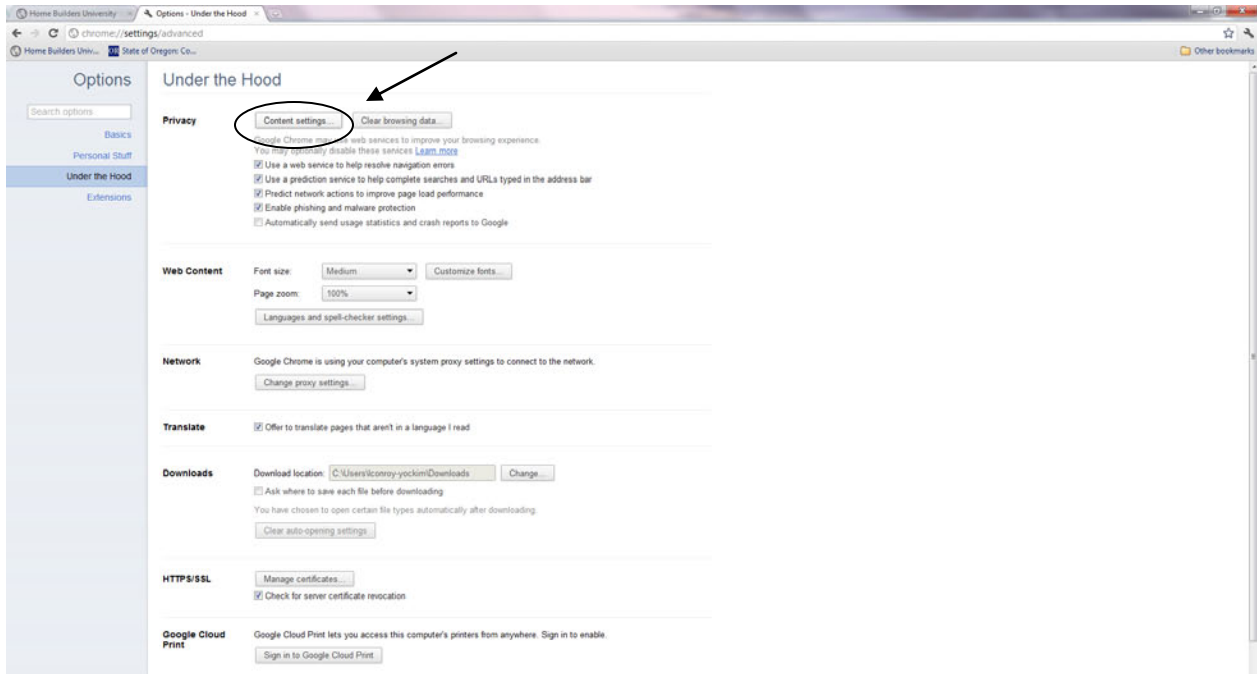 Home Builders University
Options - Under the Hood
chrome://settings/advanced
Home Builders Univ...
State of Oregon: Co...
Other bookmarks
Options
Search options
Basics
Personal Stuff
Under the Hood
Extensions
Under the Hood
Privacy
Content settings...
Clear browsing data...
Google Chrome may use web services to improve your browsing experience.
You may optionally disable these services Learn more
Use a web service to help resolve navigation errors
Use a prediction service to help complete searches and URLs typed in the address bar
Predict network actions to improve page load performance
Enable phishing and malware protection
Automatically send usage statistics and crash reports to Google
Web Content
Font size: Medium
Customize fonts...
Page zoom: 100%
Languages and spell-checker settings...
Network
Google Chrome is using your computer's system proxy settings to connect to the network.
Change proxy settings...
Translate
Offer to translate pages that aren't in a language I read
Downloads
Download location: C:\Users\lconroy-yockim\Downloads
Change...
Ask where to save each file before downloading
You have chosen to open certain file types automatically after downloading.
Clear auto-opening settings
HTTPS/SSL
Manage certificates...
Check for server certificate revocation
Google Cloud
Print
Google Cloud Print lets you access this computer's printers from anywhere. Sign in to enable.
Sign in to Google Cloud Print